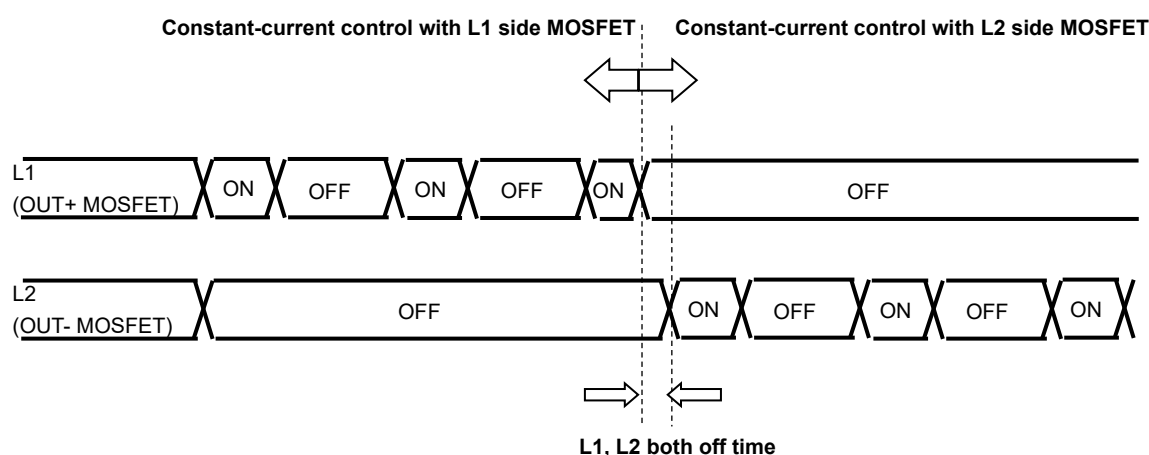 Constant-current control with L1 side MOSFET Constant-current control with L2 side MOSFET
L1
(OUT+ MOSFET)
ON OFF ON OFF ON OFF
L2
(OUT- MOSFET)
OFF ON OFF ON OFF ON
L1, L2 both off time